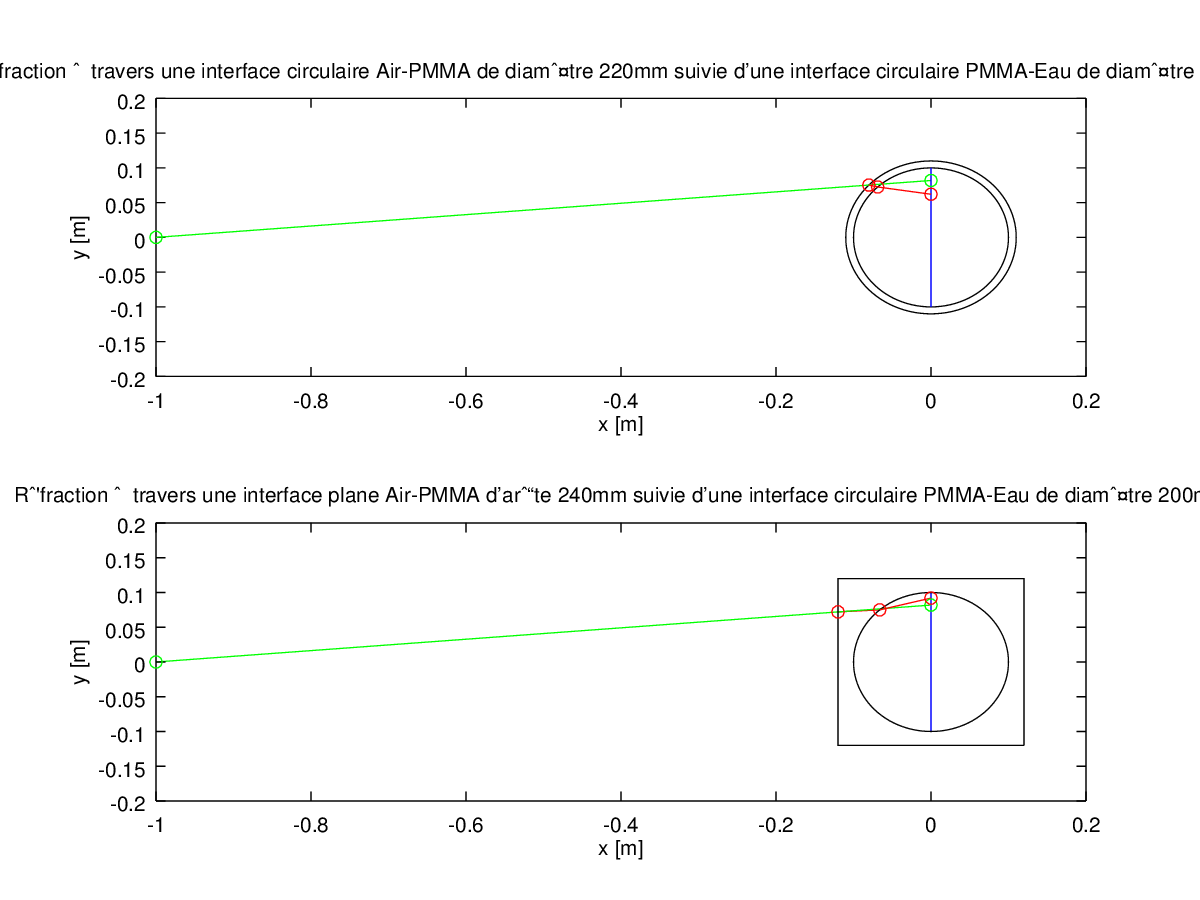 fraction ˆ  travers une interface circulaire Air-PMMA de diamˆ¤tre 220mm suivie d'une interface circulaire PMMA-Eau de diamˆ¤tre
0.2
0.15
0.1
0.05
0
-0.05
-0.1
-0.15
-0.2
y [m]
-1 -0.8 -0.6 -0.4 -0.2 0 0.2
x [m]
Rˆ'fraction ˆ  travers une interface plane Air-PMMA d'arˆ“te 240mm suivie d'une interface circulaire PMMA-Eau de diamˆ¤tre 200
0.2
0.15
0.1
0.05
0
-0.05
-0.1
-0.15
-0.2
y [m]
-1 -0.8 -0.6 -0.4 -0.2 0 0.2
x [m]